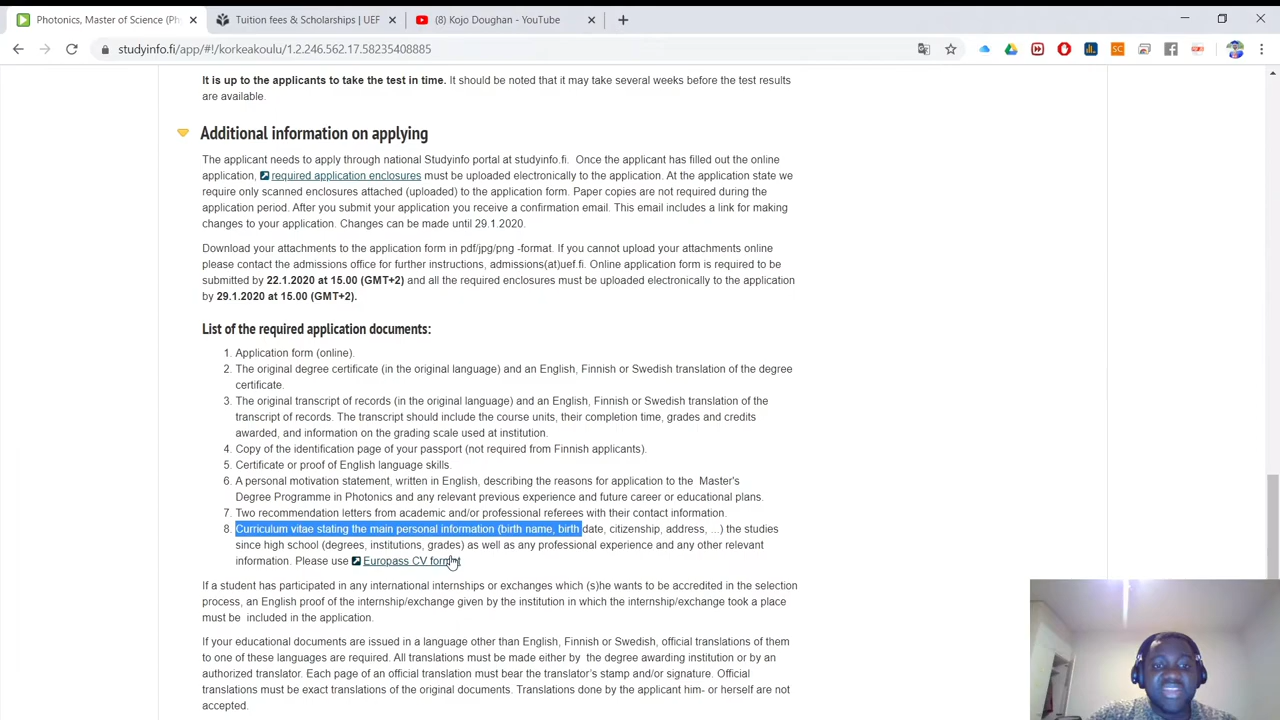 Photonics, Master of Science (Ph
Tuition fees & Scholarships | UEF
(8) Kojo Doughan - YouTube
studyinfo.fi/app/#!/korkeakoulu/1.2.246.562.17.58235408885
It is up to the applicants to take the test in time. It should be noted that it may take several weeks before the test results
are available.
Additional information on applying
The applicant needs to apply through national Studyinfo portal at studyinfo.fi. Once the applicant has filled out the online
application, required application enclosures must be uploaded electronically to the application. At the application state we
require only scanned enclosures attached (uploaded) to the application form. Paper copies are not required during the
application period. After you submit your application you receive a confirmation email. This email includes a link for making
changes to your application. Changes can be made until 29.1.2020.
Download your attachments to the application form in pdf/jpg/png -format. If you cannot upload your attachments online
please contact the admissions office for further instructions, admissions(at)uef.fi. Online application form is required to be
submitted by 22.1.2020 at 15.00 (GMT+2) and all the required enclosures must be uploaded electronically to the application
by 29.1.2020 at 15.00 (GMT+2).
List of the required application documents:
1. Application form (online).
2. The original degree certificate (in the original language) and an English, Finnish or Swedish translation of the degree
certificate.
3. The original transcript of records (in the original language) and an English, Finnish or Swedish translation of the
transcript of records. The transcript should include the course units, their completion time, grades and credits
awarded, and information on the grading scale used at institution.
4. Copy of the identification page of your passport (not required from Finnish applicants).
5. Certificate or proof of English language skills.
6. A personal motivation statement, written in English, describing the reasons for application to the Master's
Degree Programme in Photonics and any relevant previous experience and future career or educational plans.
7. Two recommendation letters from academic and/or professional referees with their contact information.
8. Curriculum vitae stating the main personal information (birth name, birth date, citizenship, address, ...) the studies
since high school (degrees, institutions, grades) as well as any professional experience and any other relevant
information. Please use Europass CV format
If a student has participated in any international internships or exchanges which (s)he wants to be accredited in the selection
process, an English proof of the internship/exchange given by the institution in which the internship/exchange took a place
must be included in the application.
If your educational documents are issued in a language other than English, Finnish or Swedish, official translations of them
to one of these languages are required. All translations must be made either by the degree awarding institution or by an
authorized translator. Each page of an official translation must bear the translator's stamp and/or signature. Official
translations must be exact translations of the original documents. Translations done by the applicant him- or herself are not
accepted.